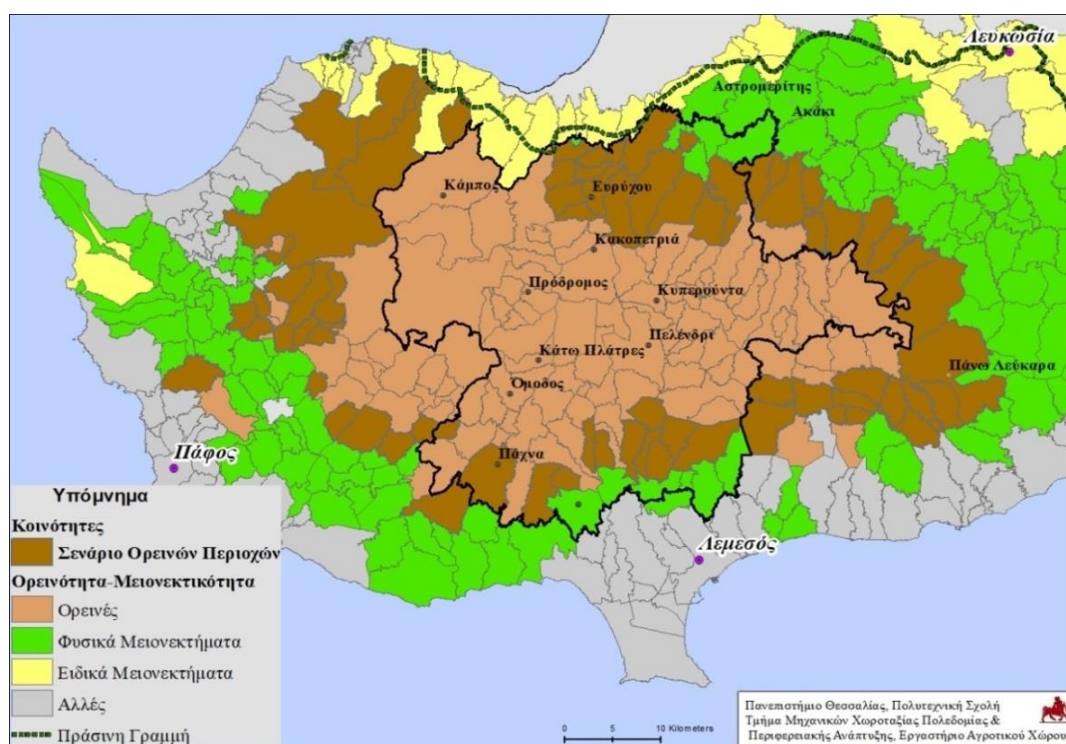 Λευκωσία
Αστρομερίτης
Ακάκι
Κάμπος
Ευρύχου
Κακοπετριά
Πρόδρομος
Κυπερούντα
Πελένδρι
Κάτω Πλάτρες
Πάνω Λεύκαρα
Όμοδος
Πάφος
Πάχνα
Λεμεσός
Υπόμνημα
Κοινότητες
Σενάριο Ορεινών Περιοχών
Ορεινότητα-Μειονεκτικότητα
Ορεινές
Φυσικά Μειονεκτήματα
Ειδικά Μειονεκτήματα
Αλλές
Πράσινη Γραμμή
0 5 10 Kilometers
Πανεπιστήμιο Θεσσαλίας, Πολυτεχνική Σχολή
Τμήμα Μηχανικών Χωροταξίας Πολεδομίας &
Περιφερειακής Ανάπτυξης, Εργαστήριο Αγροτικού Χώρου